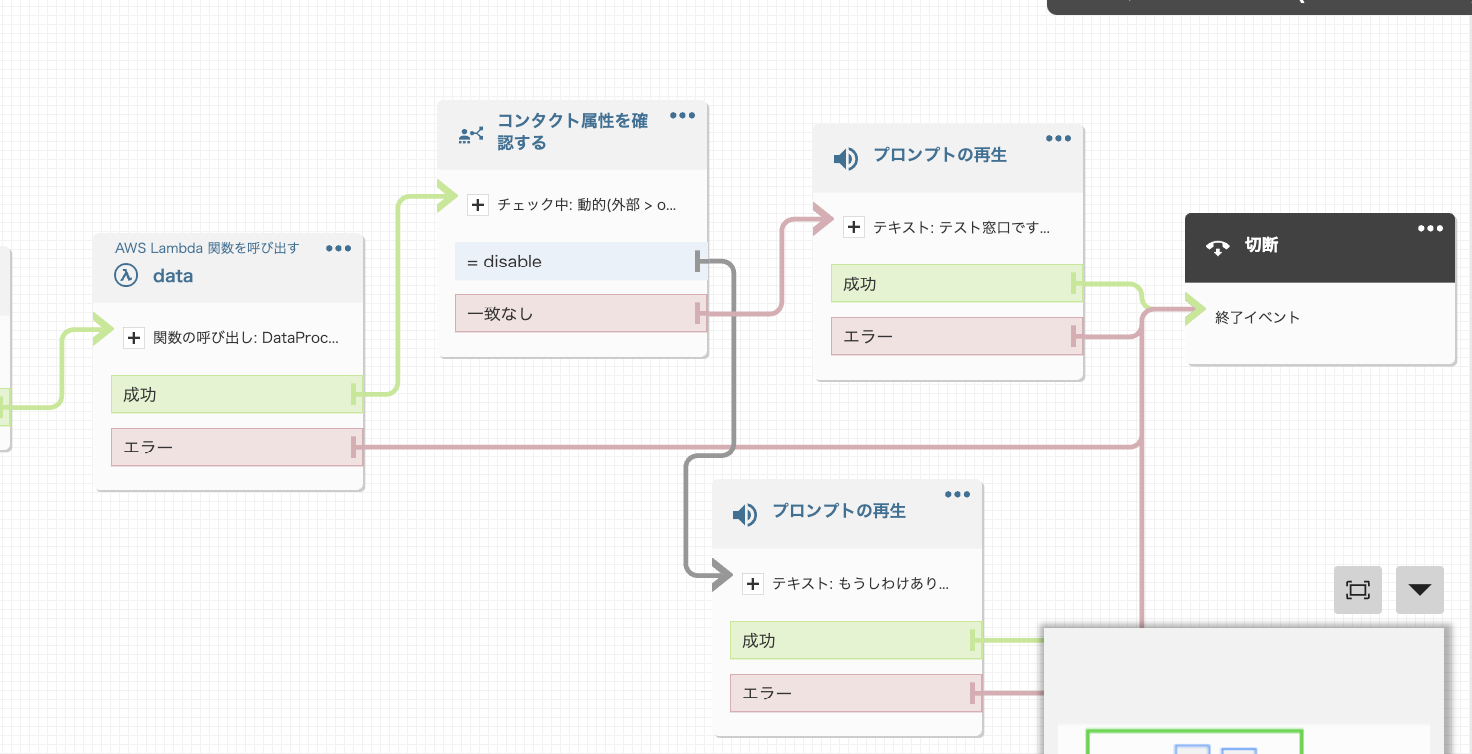 AWS Lambda 関数を呼び出す
data
関数の呼び出し: DataProc...
成功
エラー
コンタクト属性を確
認する
チェック中: 動的(外部 > o...
= disable
一致なし
プロンプトの再生
テキスト: テスト窓口です...
成功
エラー
切断
終了イベント
プロンプトの再生
テキスト: もうしわけあり...
成功
エラー